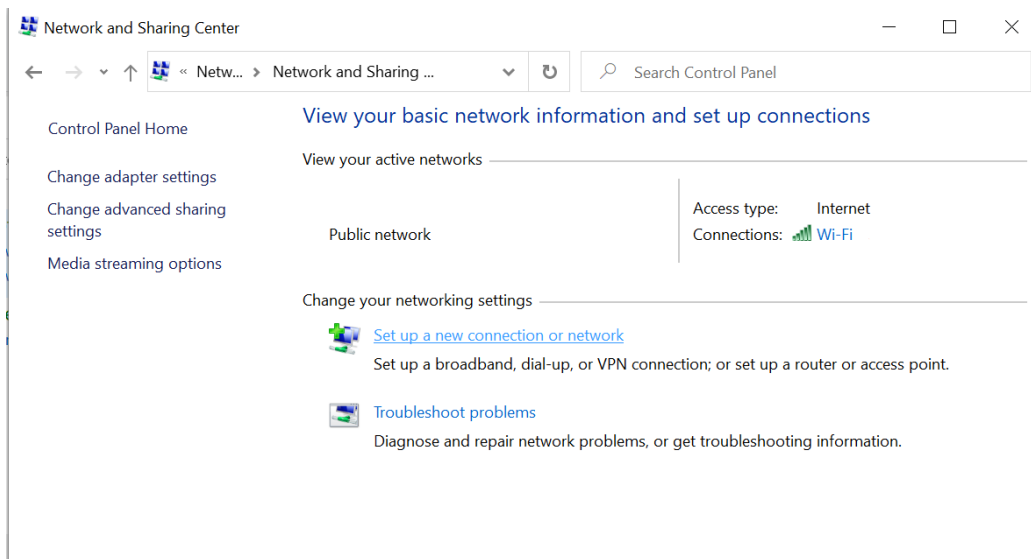 Network and Sharing Center
« Netw... > Network and Sharing ...
Search Control Panel
Control Panel Home
Change adapter settings
Change advanced sharing
settings
Media streaming options
View your basic network information and set up connections
View your active networks
Public network
Access type: Internet
Connections: Wi-Fi
Change your networking settings
Set up a new connection or network
Set up a broadband, dial-up, or VPN connection; or set up a router or access point.
Troubleshoot problems
Diagnose and repair network problems, or get troubleshooting information.